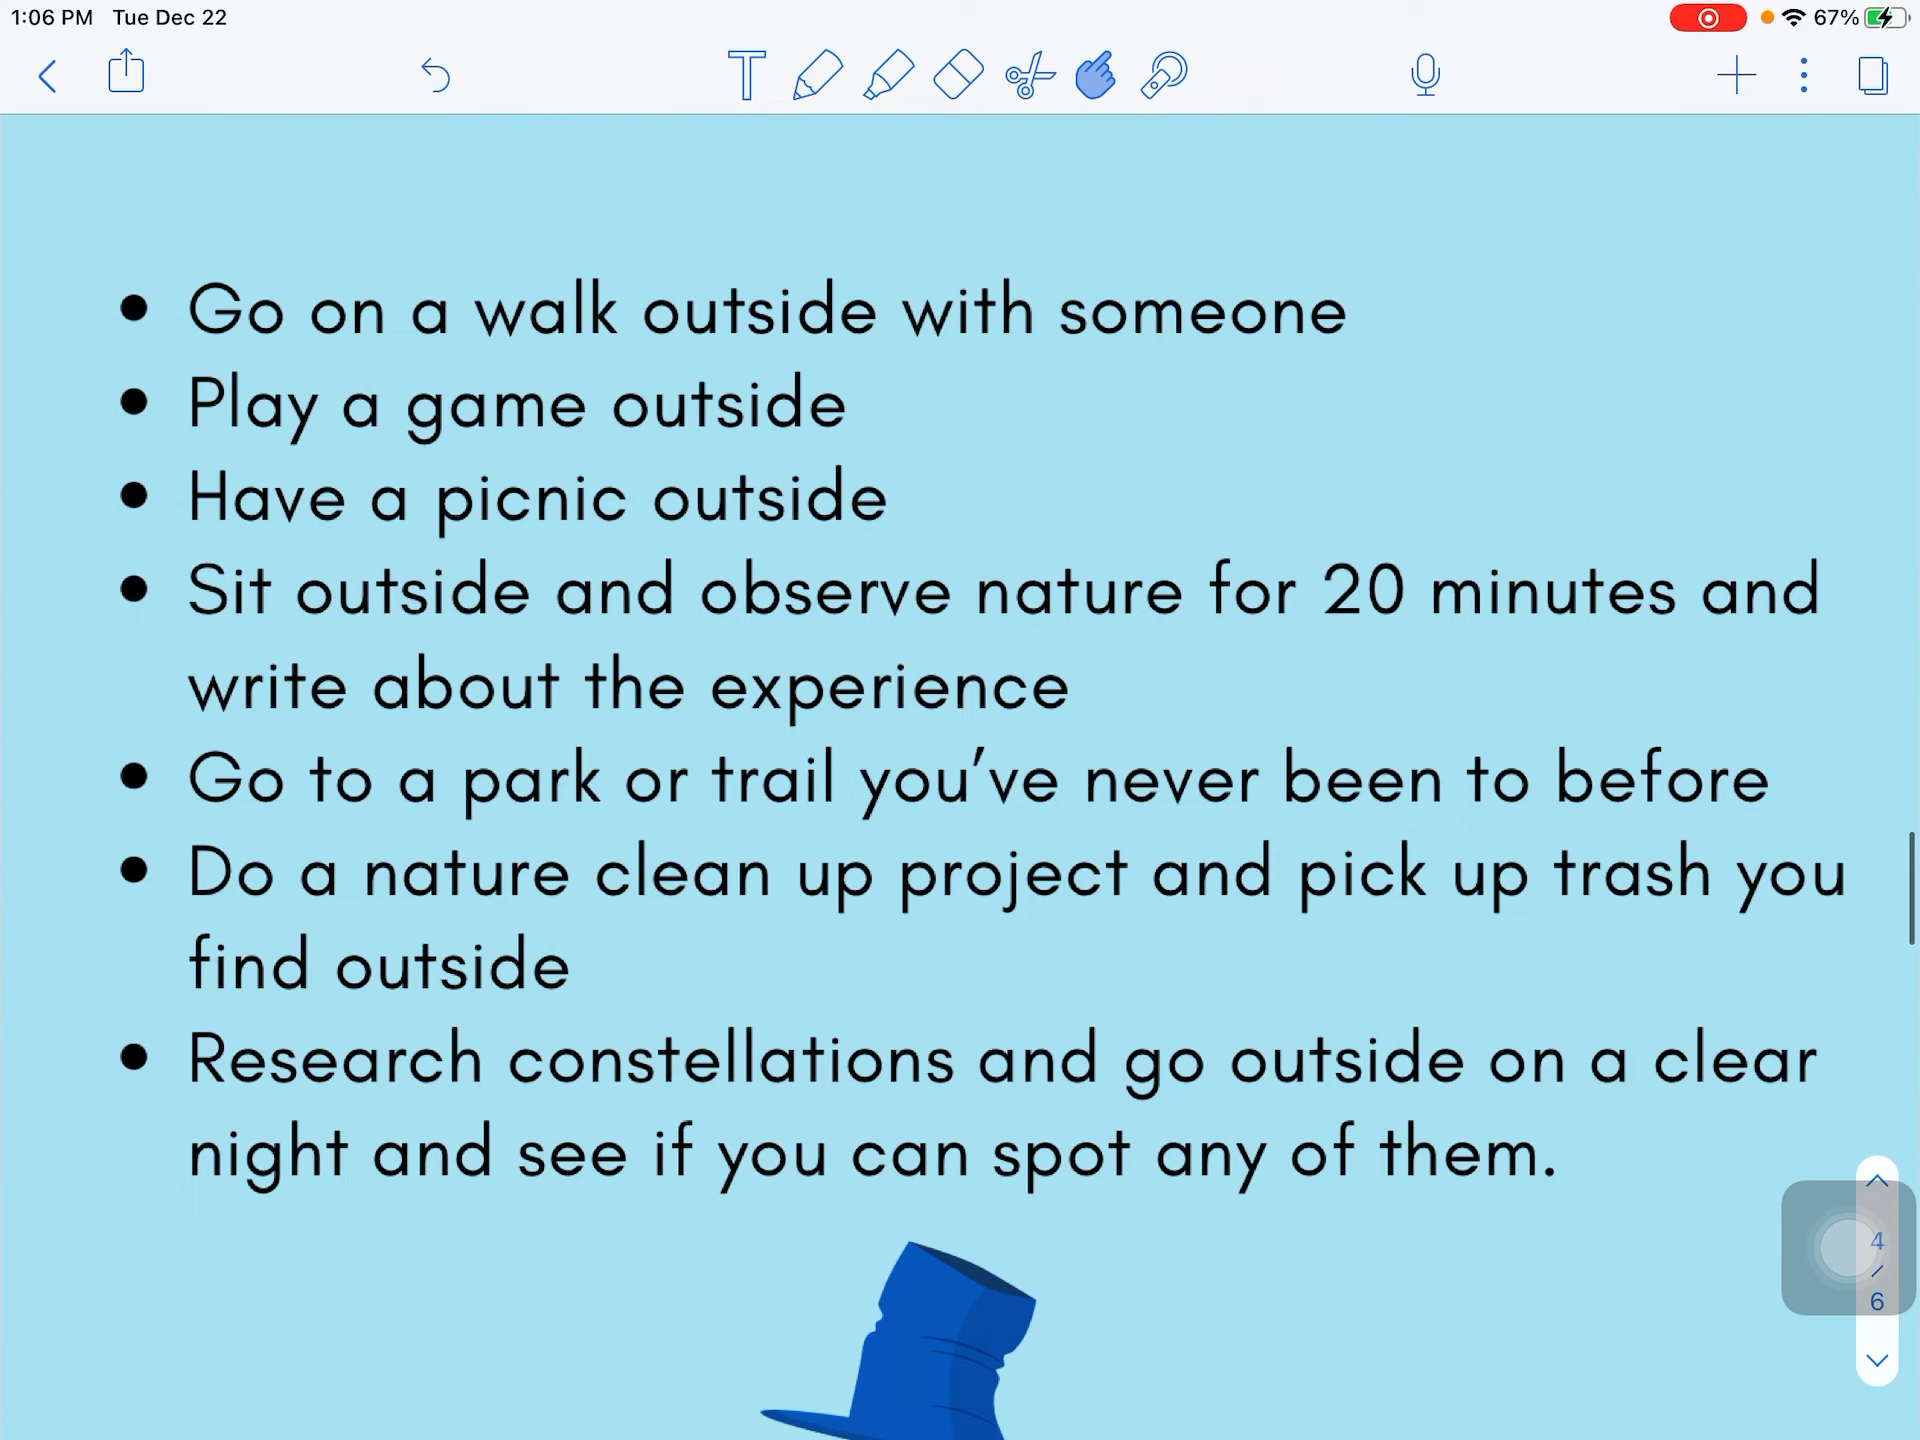 1:06 PM Tue Dec 22
67%
T
• Go on a walk outside with someone
• Play a game outside
• Have a picnic outside
• Sit outside and observe nature for 20 minutes and
write about the experience
• Go to a park or trail you’ve never been to before
• Do a nature clean up project and pick up trash you
find outside
• Research constellations and go outside on a clear
night and see if you can spot any of them.
4
/
6